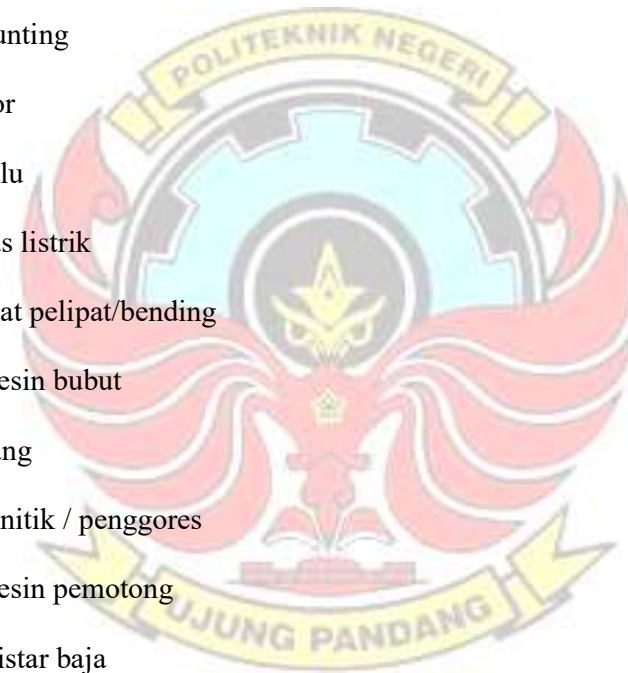 unting
or
lu
s listrik
at pelipat/bending
esin bubut
ang
nitik / penggores
esin pemotong
istar baja
POLITEKNIK NEGERI
UJUNG PANDANG